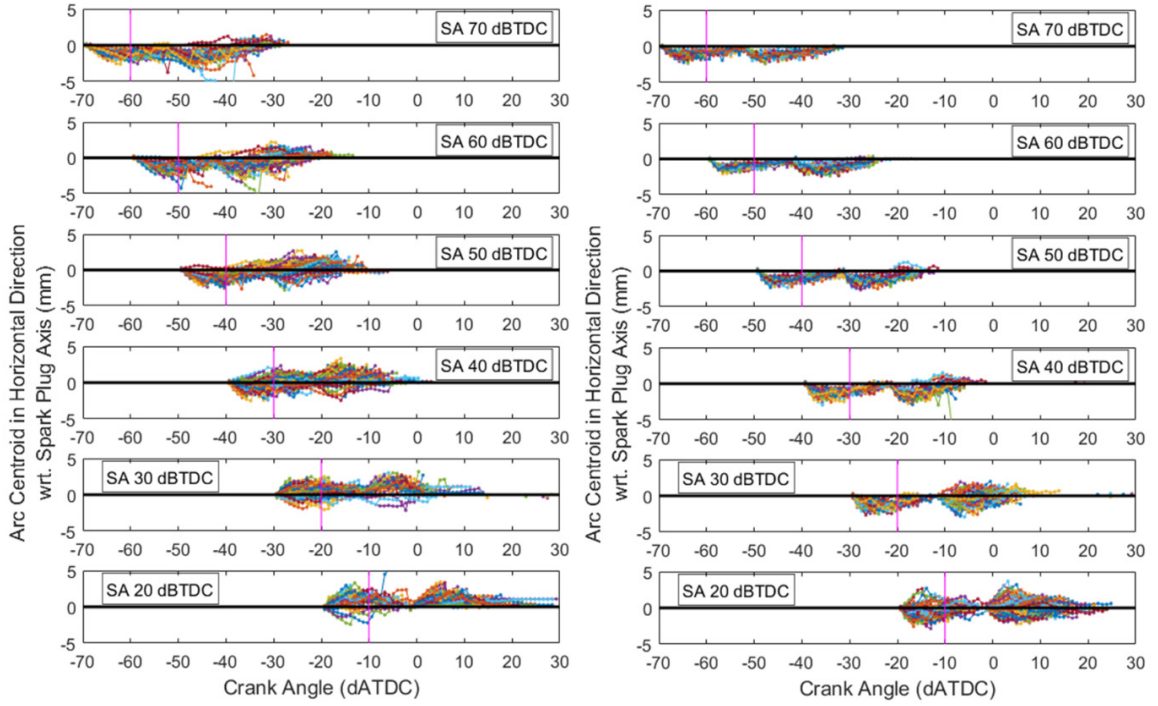 5
0
-5
SA 70 dBTDC
-70 -60 -50 -40 -30 -20 -10 0 10 20 30
5
0
-5
SA 60 dBTDC
-70 -60 -50 -40 -30 -20 -10 0 10 20 30
5
0
-5
SA 50 dBTDC
-70 -60 -50 -40 -30 -20 -10 0 10 20 30
5
0
-5
SA 40 dBTDC
-70 -60 -50 -40 -30 -20 -10 0 10 20 30
5
0
-5
SA 30 dBTDC
-70 -60 -50 -40 -30 -20 -10 0 10 20 30
5
0
-5
SA 20 dBTDC
-70 -60 -50 -40 -30 -20 -10 0 10 20 30
Arc Centroid in Horizontal Direction
wrt. Spark Plug Axis (mm)
Crank Angle (dATDC)
5
0
-5
SA 70 dBTDC
-70 -60 -50 -40 -30 -20 -10 0 10 20 30
5
0
-5
SA 60 dBTDC
-70 -60 -50 -40 -30 -20 -10 0 10 20 30
5
0
-5
SA 50 dBTDC
-70 -60 -50 -40 -30 -20 -10 0 10 20 30
5
0
-5
SA 40 dBTDC
-70 -60 -50 -40 -30 -20 -10 0 10 20 30
5
0
-5
SA 30 dBTDC
-70 -60 -50 -40 -30 -20 -10 0 10 20 30
5
0
-5
SA 20 dBTDC
-70 -60 -50 -40 -30 -20 -10 0 10 20 30
Arc Centroid in Horizontal Direction
wrt. Spark Plug Axis (mm)
Crank Angle (dATDC)